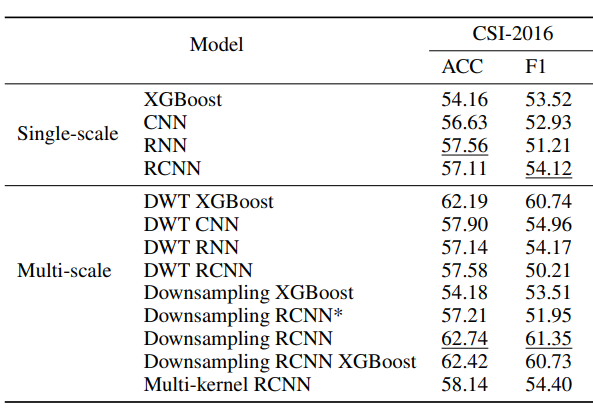 Model CSI-2016
ACC F1
Single-scale
XGBoost 54.16 53.52
CNN 56.63 52.93
RNN 57.56 51.21
RCNN 57.11 54.12
Multi-scale
DWT XGBoost 62.19 60.74
DWT CNN 57.90 54.96
DWT RNN 57.14 54.17
DWT RCNN 57.58 50.21
Downsampling XGBoost 54.18 53.51
Downsampling RCNN* 57.21 51.95
Downsampling RCNN 62.74 61.35
Downsampling RCNN XGBoost 62.42 60.73
Multi-kernel RCNN 58.14 54.40